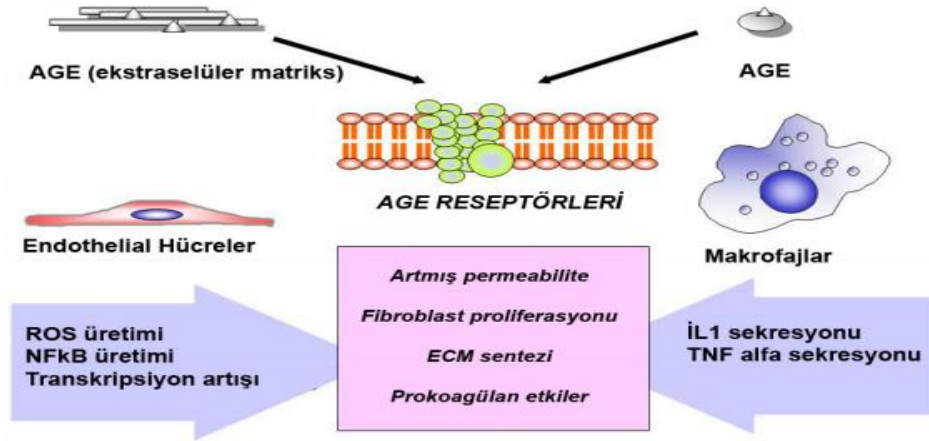 AGE (ekstraselüler matriks)
AGE
AGE RESEPTÖRLERİ
Endothelial Hücreler
Makrofajlar
ROS üretimi
NFkB üretimi
Transkripsiyon artışı
Artmış permeabilite
Fibroblast proliferasyonu
ECM sentezi
Prokoagülan etkiler
İL1 sekresyonu
TNF alfa sekresyonu